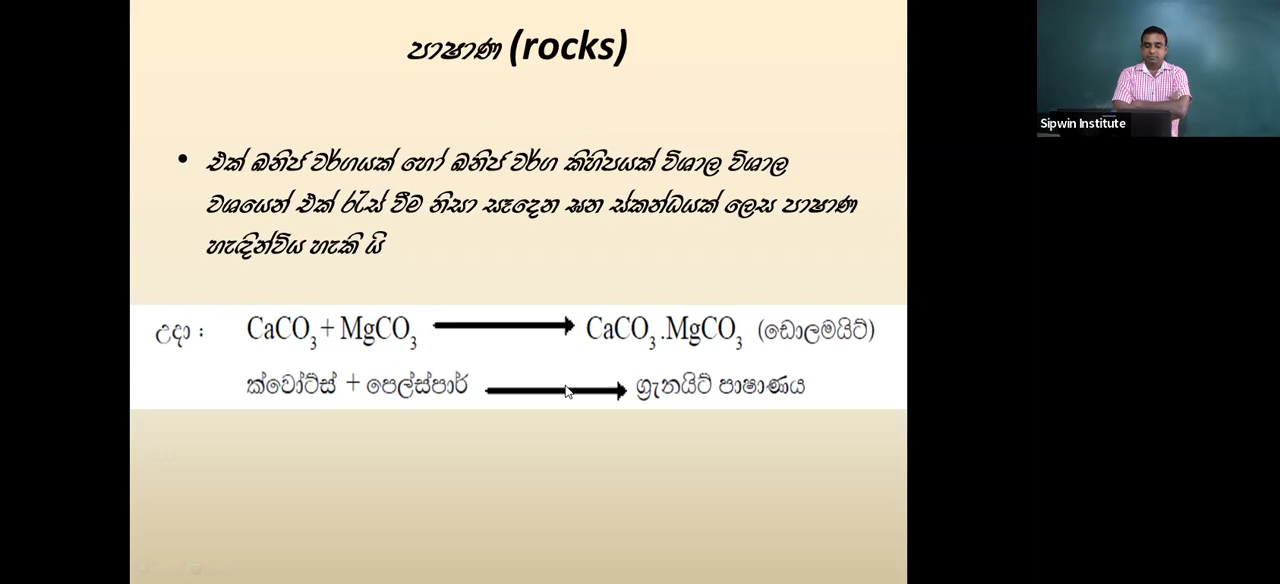 පාෂාණ (rocks)
• එක් ඛනිජ වර්ගයක් හෝ ඛනිජ වර්ග කිහිපයක් විශාල විශාල
වශයෙන් එක් රැස් වීම නිසා සෑදෙන ඝන ස්කන්ධයක් ලෙස පාෂාණ
හැඳින්විය හැකි යි
උදා : CaCO₃ + MgCO₃ ⟶ CaCO₃.MgCO₃ (ඩොලමයිට්)
ක්වෝට්ස් + පෙල්ස්පාර් ⟶ ග්‍රැනයිට් පාෂාණය
Sipwin Institute